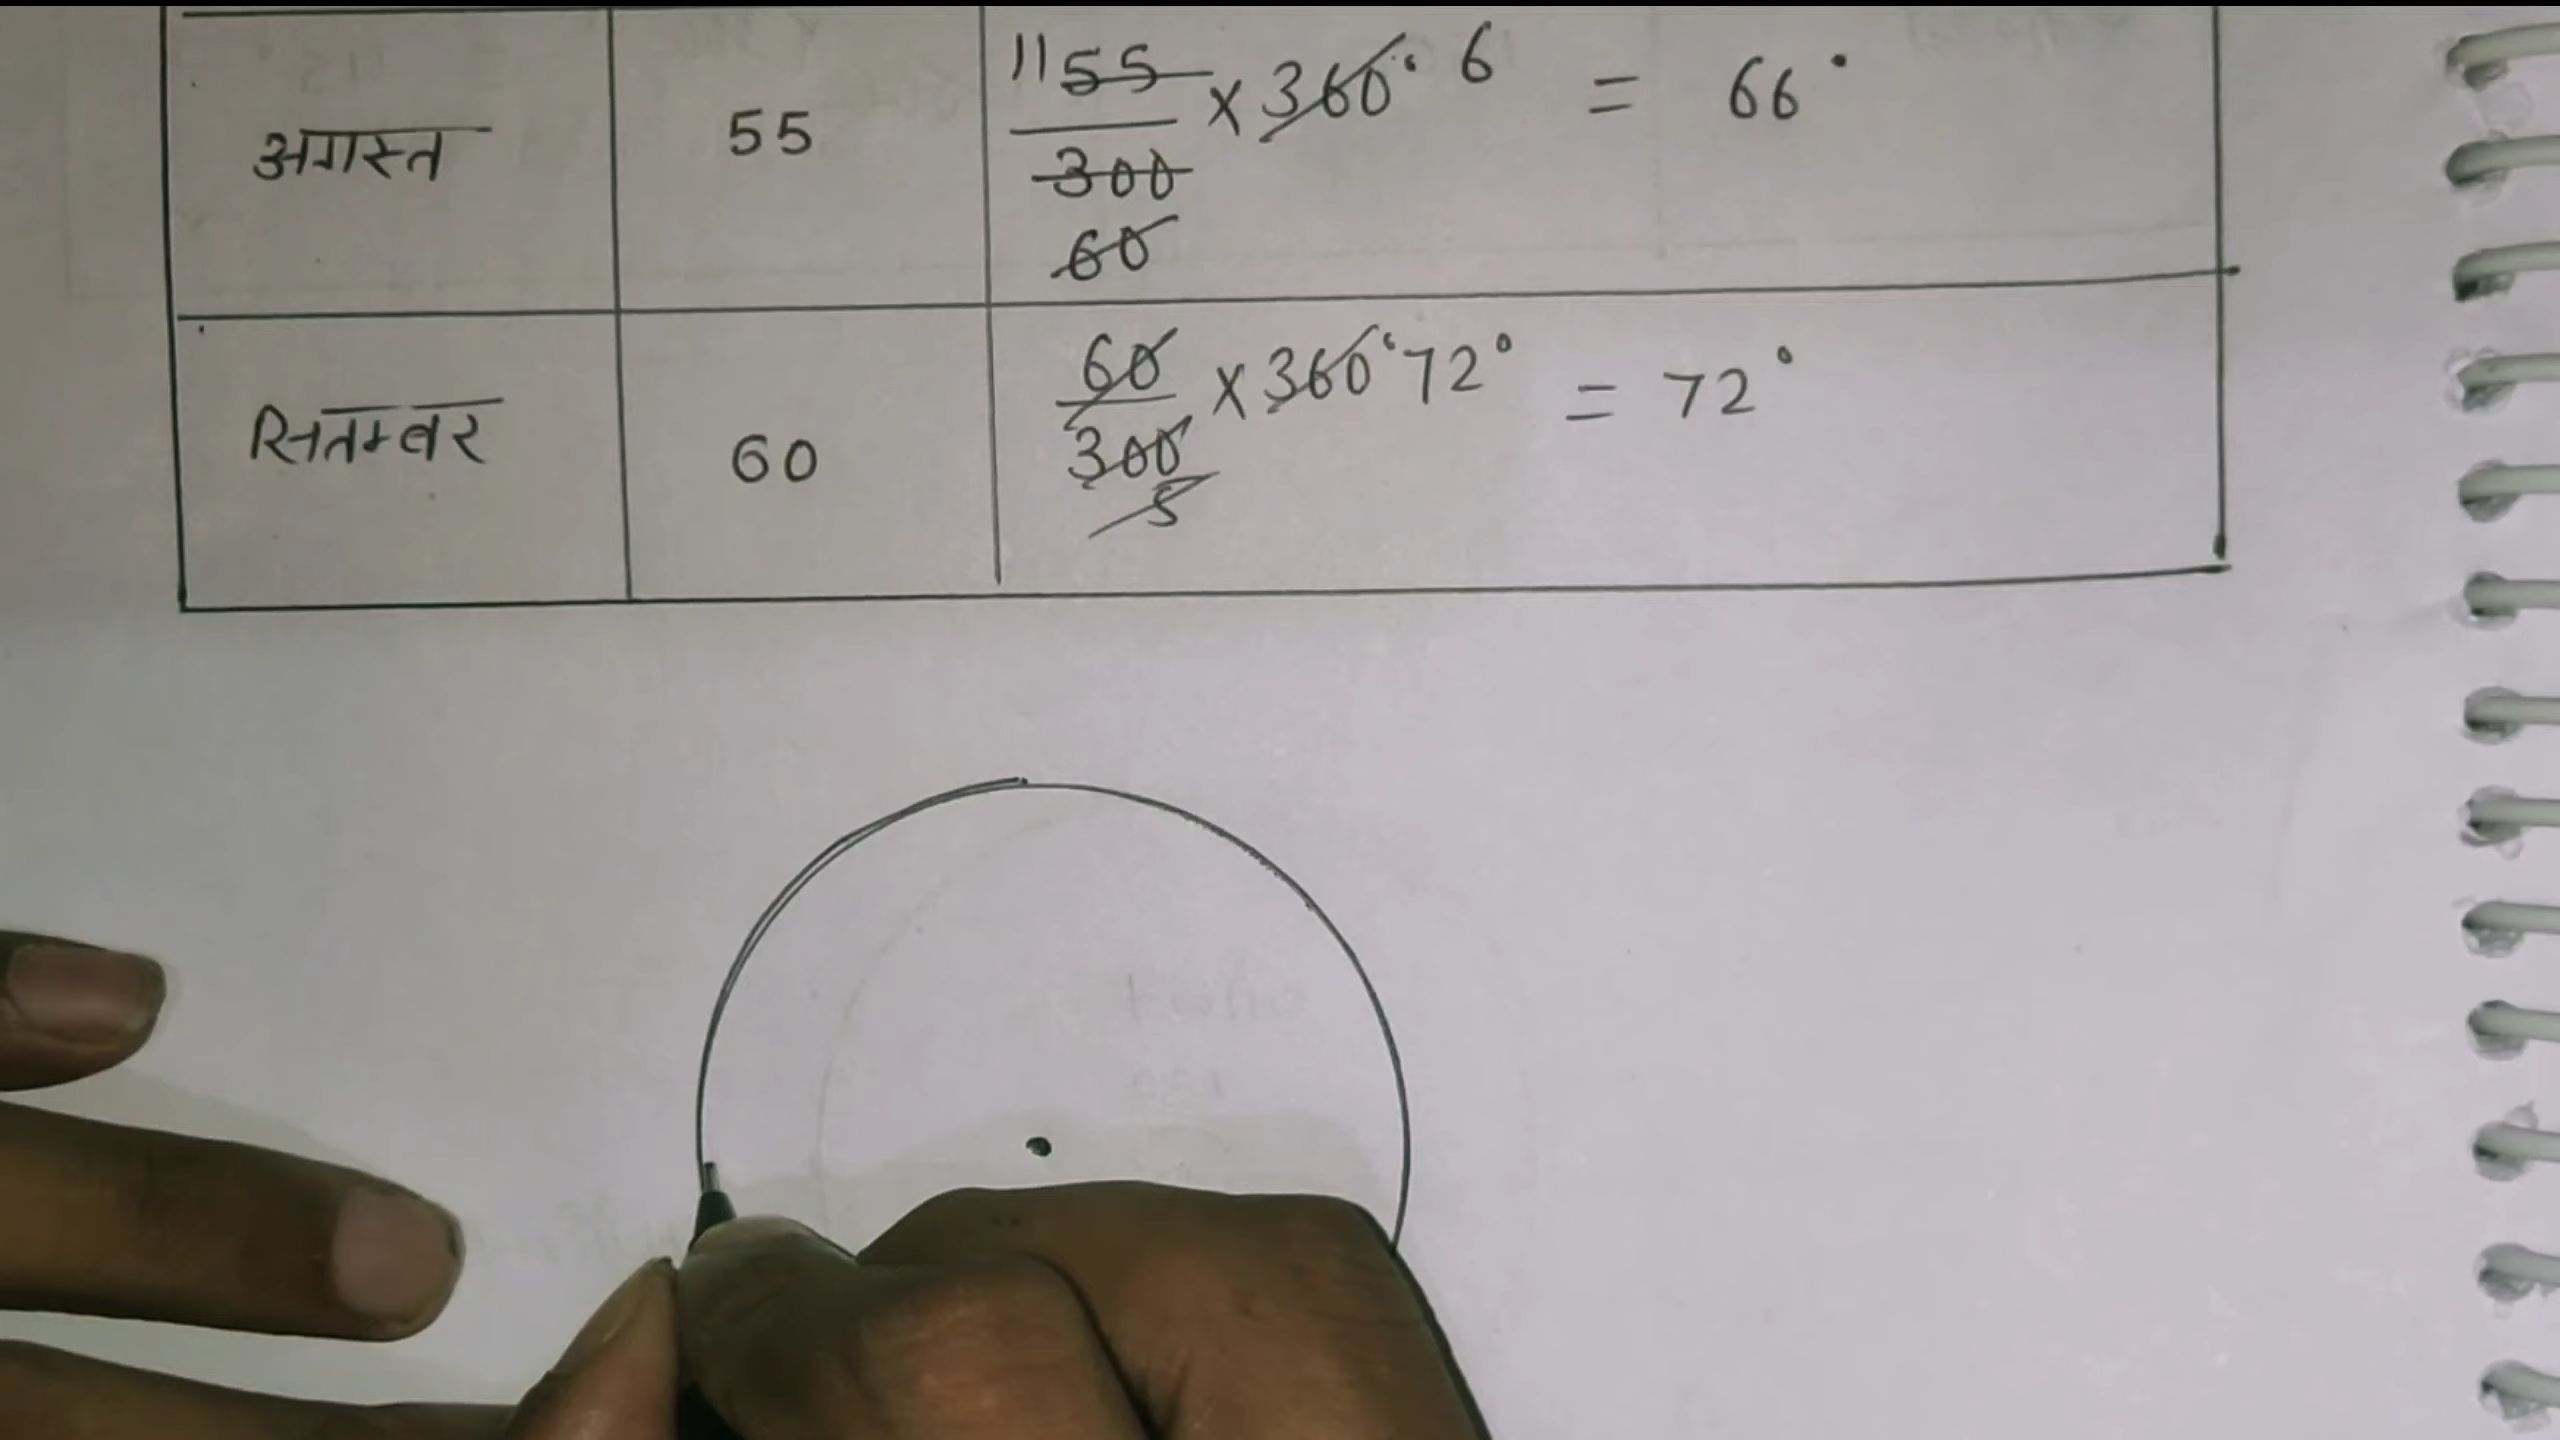 अगस्त 55 11 55/300 60 × 360° 6 = 66°
सितम्बर 60 60/300 5 × 360° 72° = 72°